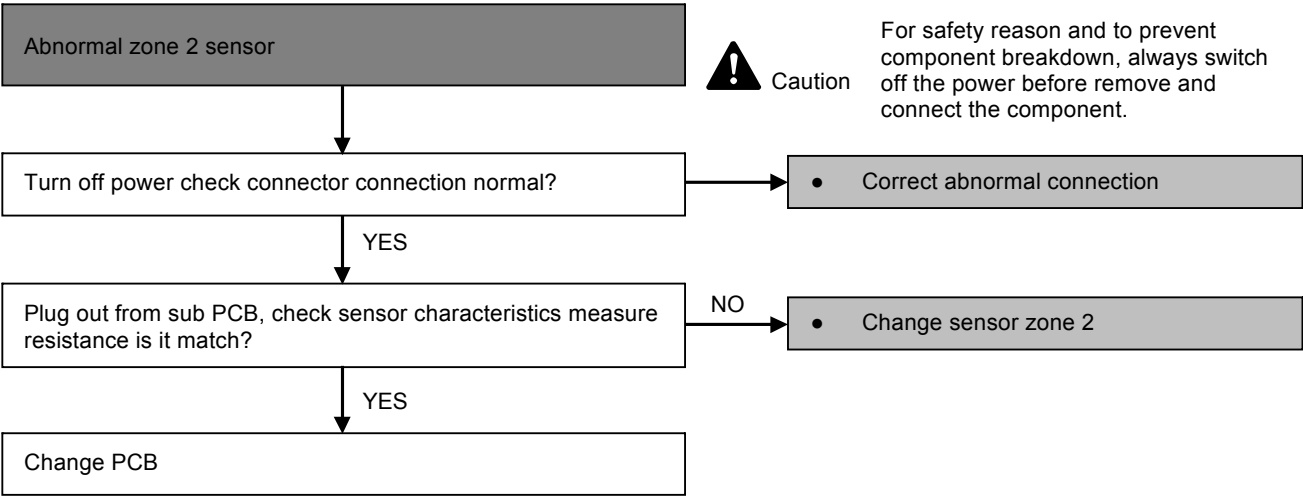 Abnormal zone 2 sensor
Caution
For safety reason and to prevent
component breakdown, always switch
off the power before remove and
connect the component.
Turn off power check connector connection normal?
● Correct abnormal connection
YES
Plug out from sub PCB, check sensor characteristics measure
resistance is it match?
NO
● Change sensor zone 2
YES
Change PCB